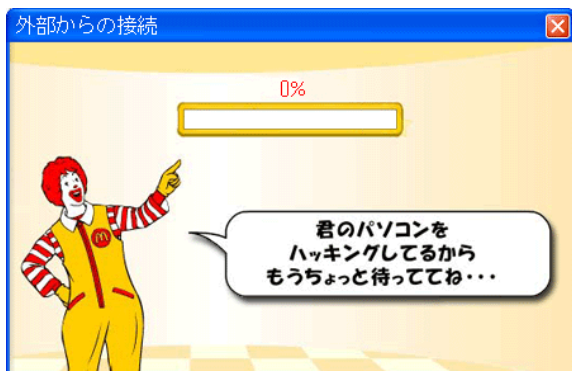 外部からの接続
0%
君のパソコンを
ハッキングしてるから
もうちょっと待っててね・・・